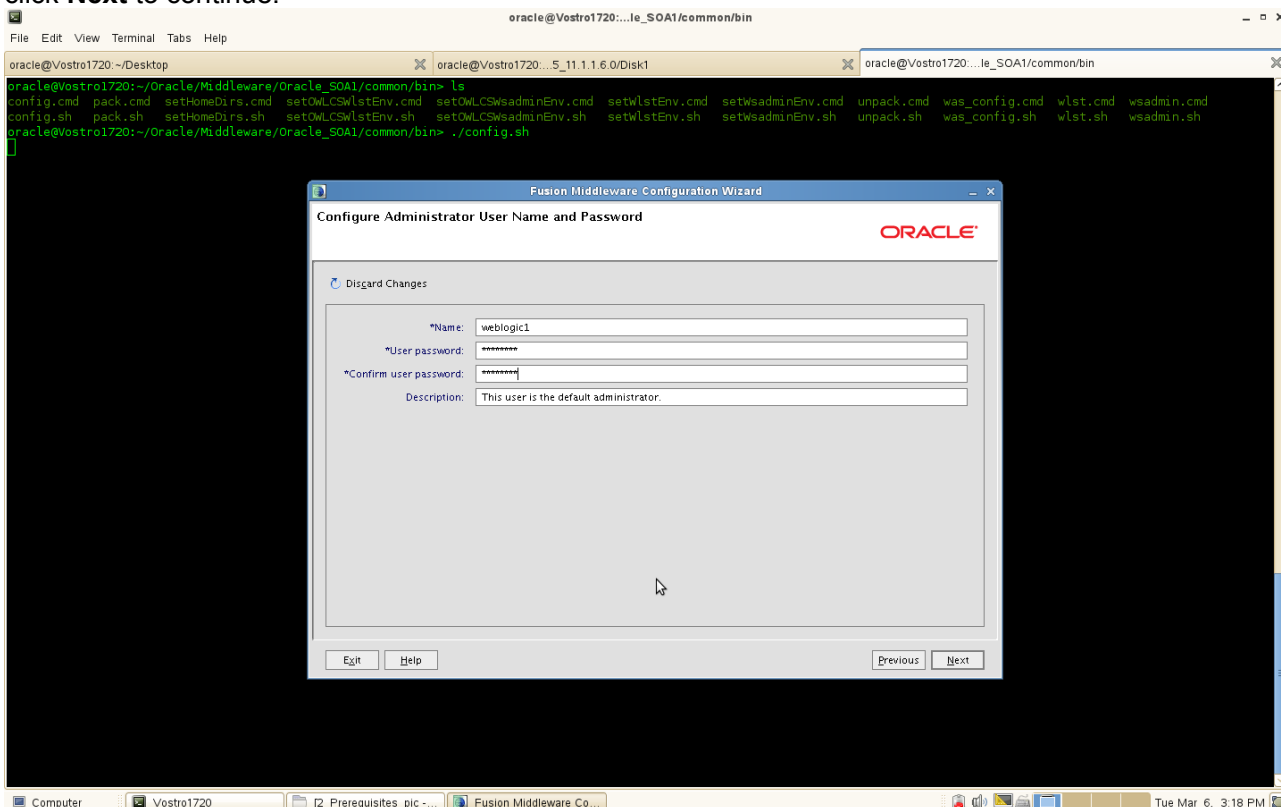 click Next to continue.
oracle@Vostro1720:...le_SOA1/common/bin
File Edit View Terminal Tabs Help
oracle@Vostro1720:~/Desktop oracle@Vostro1720:...5_11.1.1.6.0/Disk1 oracle@Vostro1720:...le_SOA1/common/bin
oracle@Vostro1720:~/Oracle/Middleware/Oracle_SOA1/common/bin> ls
config.cmd pack.cmd setHomeDirs.cmd setOWLCSWlstEnv.cmd setOWLCSWsadminEnv.cmd setWlstEnv.cmd setWsadminEnv.cmd unpack.cmd was_config.cmd wlst.cmd wsadmin.cmd
config.sh pack.sh setHomeDirs.sh setOWLCSWlstEnv.sh setOWLCSWsadminEnv.sh setWlstEnv.sh setWsadminEnv.sh unpack.sh was_config.sh wlst.sh wsadmin.sh
oracle@Vostro1720:~/Oracle/Middleware/Oracle_SOA1/common/bin> ./config.sh
Fusion Middleware Configuration Wizard
Configure Administrator User Name and Password
ORACLE
Discard Changes
*Name: weblogic1
*User password: ********
*Confirm user password: ********
Description: This user is the default administrator.
Exit Help Previous Next
Computer Vostro1720 [2_Prerequisites_pic -... Fusion Middleware Co... Tue Mar 6, 3:18 PM